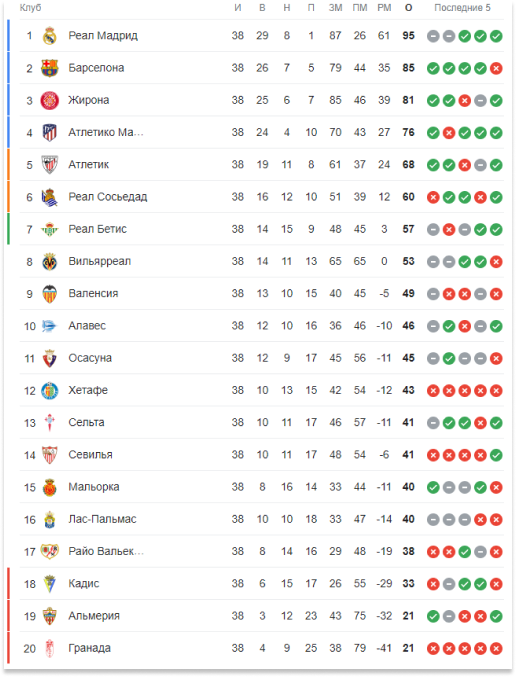 Клуб И В Н П ЗМ ПМ РМ О Последние 5
1 Реал Мадрид 38 29 8 1 87 26 61 95
2 Барселона 38 26 7 5 79 44 35 85
3 Жирона 38 25 6 7 85 46 39 81
4 Атлетико Ма... 38 24 4 10 70 43 27 76
5 Атлетик 38 19 11 8 61 37 24 68
6 Реал Сосьедад 38 16 12 10 51 39 12 60
7 Реал Бетис 38 14 15 9 48 45 3 57
8 Вильярреал 38 14 11 13 65 65 0 53
9 Валенсия 38 13 10 15 40 45 -5 49
10 Алавес 38 12 10 16 36 46 -10 46
11 Осасуна 38 12 9 17 45 56 -11 45
12 Хетафе 38 10 13 15 42 54 -12 43
13 Сельта 38 10 11 17 46 57 -11 41
14 Севилья 38 10 11 17 48 54 -6 41
15 Мальорка 38 8 16 14 33 44 -11 40
16 Лас-Пальмас 38 10 10 18 33 47 -14 40
17 Райо Вальек... 38 8 14 16 29 48 -19 38
18 Кадис 38 6 15 17 26 55 -29 33
19 Альмерия 38 3 12 23 43 75 -32 21
20 Гранада 38 4 9 25 38 79 -41 21